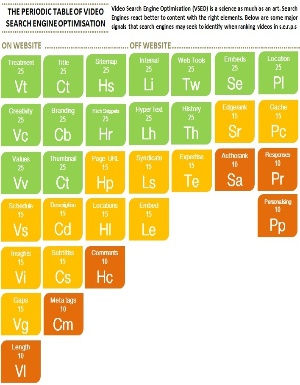 THE PERIODIC TABLE OF VIDEO
SEARCH ENGINE OPTIMISATION
Video Search Engine Optimisation (VSEO) is a science as much as an art. Search
Engines react better to content with the right elements. Below are some major
signals that search engines may seek to identify when ranking videos in s.e.r.p.s
ON WEBSITE OFF WEBSITE
Treatment Title Sitemap Internal Web Tools Embeds Location
25 25 25 25 25 25 25
Vt Ct Hs Li Tw Se Pl
Creativity Branding Rich Snippets Hyper Text History Edgerank Cache
25 25 25 25 25 15 15
Vc Cb Hr Lh Th Sr Pc
Values Thumbnail Page URL Syndicate Expertise Authorank Responses
25 25 15 15 15 10 10
Vv Ct Hp Ls Te Sa Pr
Schedule Description Locations Embed Personalising
15 15 15 15 10
Vs Cd Hl Le Pp
Insights Subtitles Comments
15 15 10
Vi Cs Hc
Gaps Meta tags
15 10
Vg Cm
Length
10
Vl